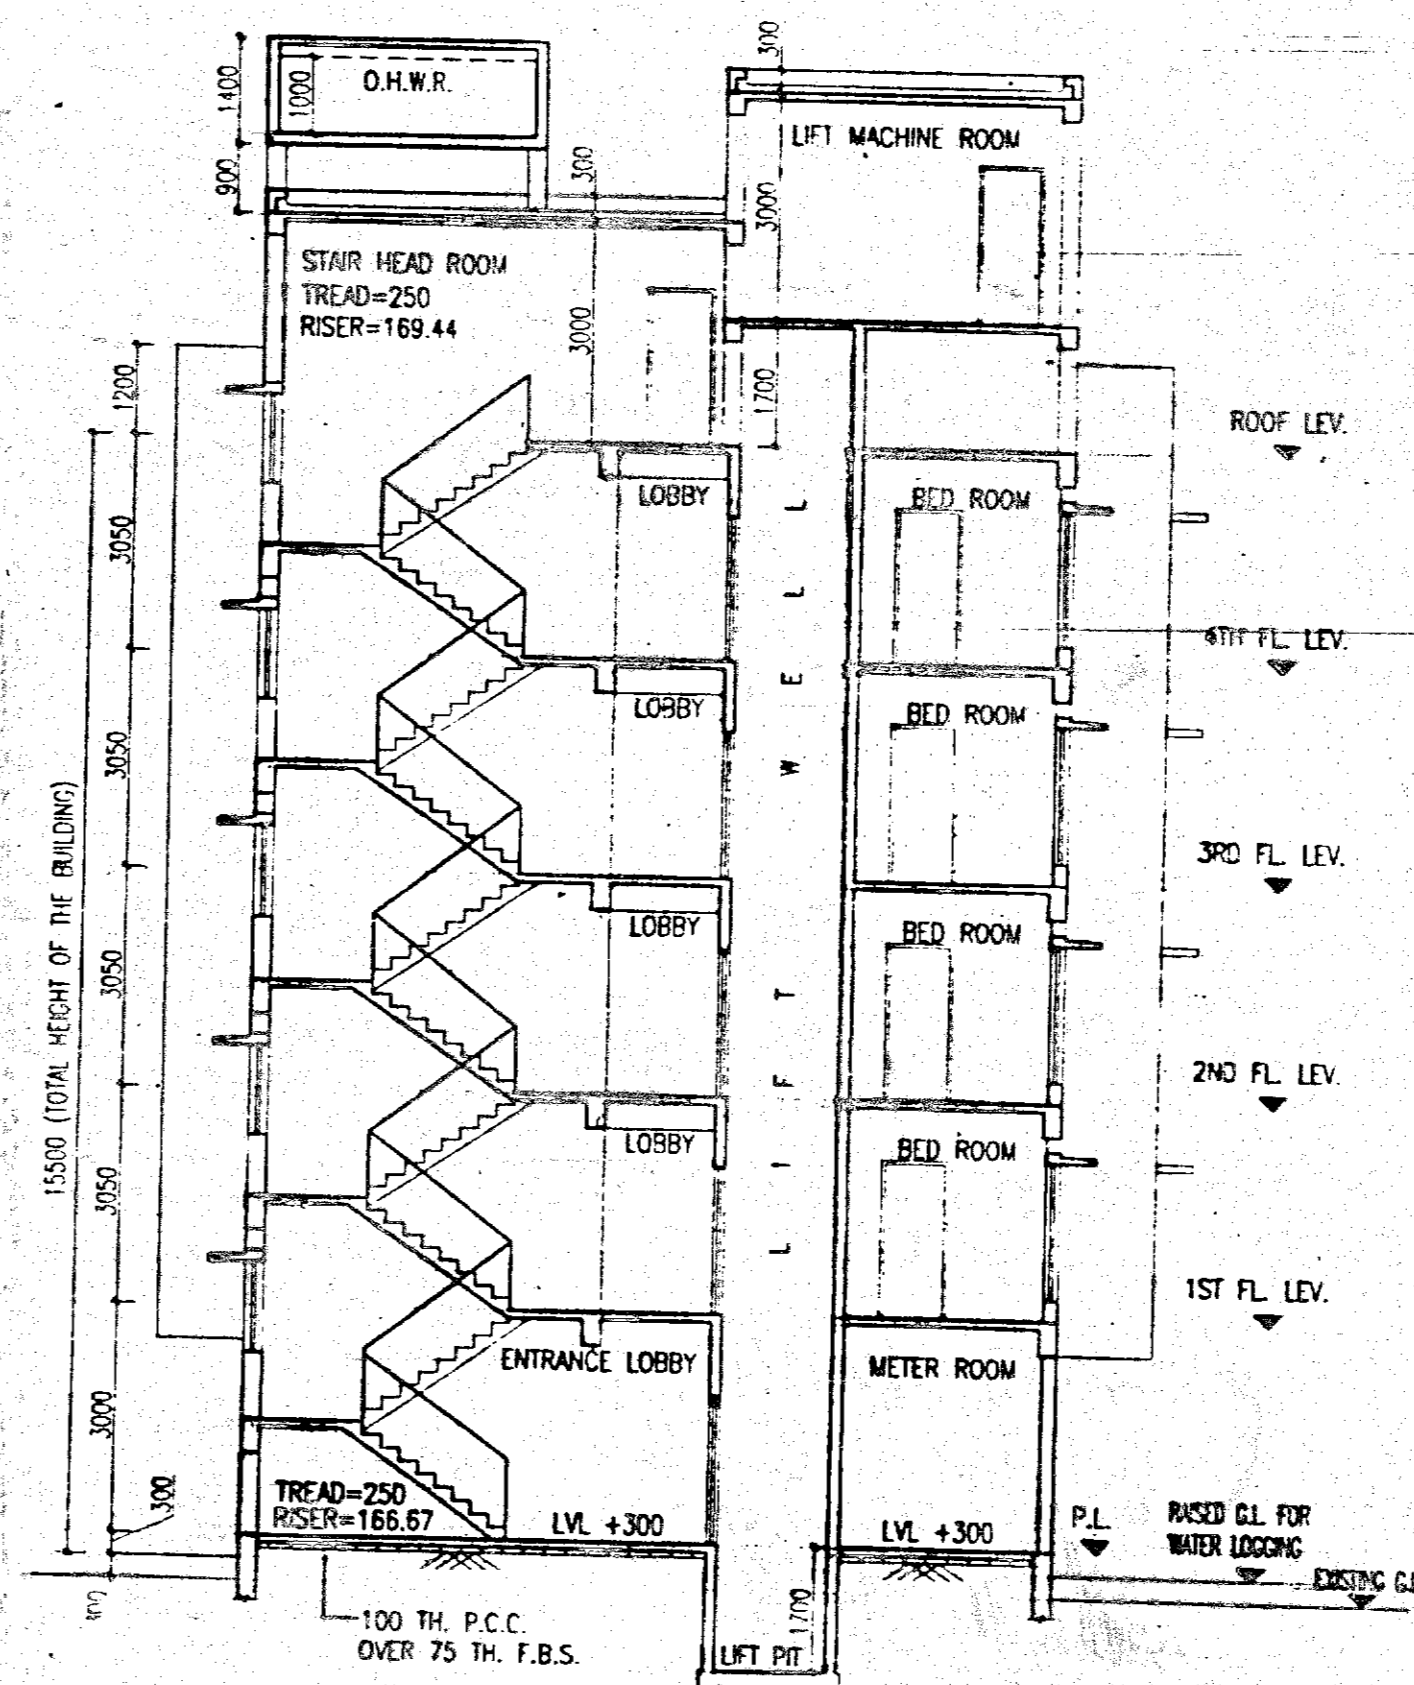 300
1400
1000
O.H.W.R.
LIFT MACHINE ROOM
900
300
3000
STAIR HEAD ROOM
TREAD=250
RISER=169.44
3000
1200
1700
ROOF LEV.
LOBBY
BED ROOM
3050
4TH FL. LEV.
LOBBY
BED ROOM
3050
3RD FL. LEV.
LOBBY
BED ROOM
3050
2ND FL. LEV.
LOBBY
BED ROOM
3050
1ST FL. LEV.
LIFT WELL
15500 (TOTAL HEIGHT OF THE BUILDING)
ENTRANCE LOBBY
METER ROOM
3000
300
TREAD=250
RISER=166.67
LVL +300
LVL +300
P.L.
RAISED G.L. FOR
WATER LOGGING
EXISTING
100 TH. P.C.C.
OVER 75 TH. F.B.S.
LIFT PIT
1700